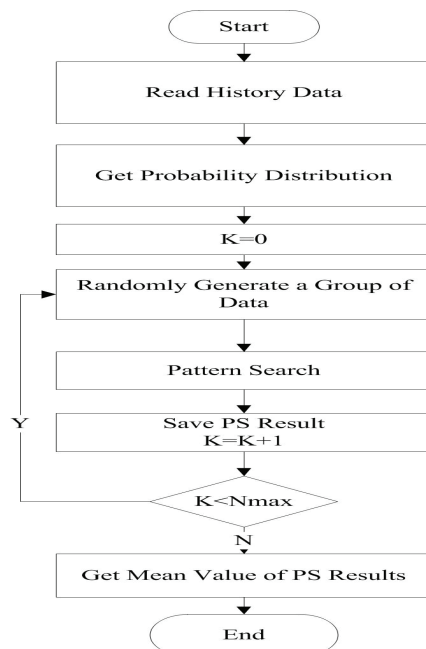 Start
Read History Data
Get Probability Distribution
K=0
Randomly Generate a Group of
Data
Pattern Search
Save PS Result
K=K+1
Y
K<Nmax
N
Get Mean Value of PS Results
End